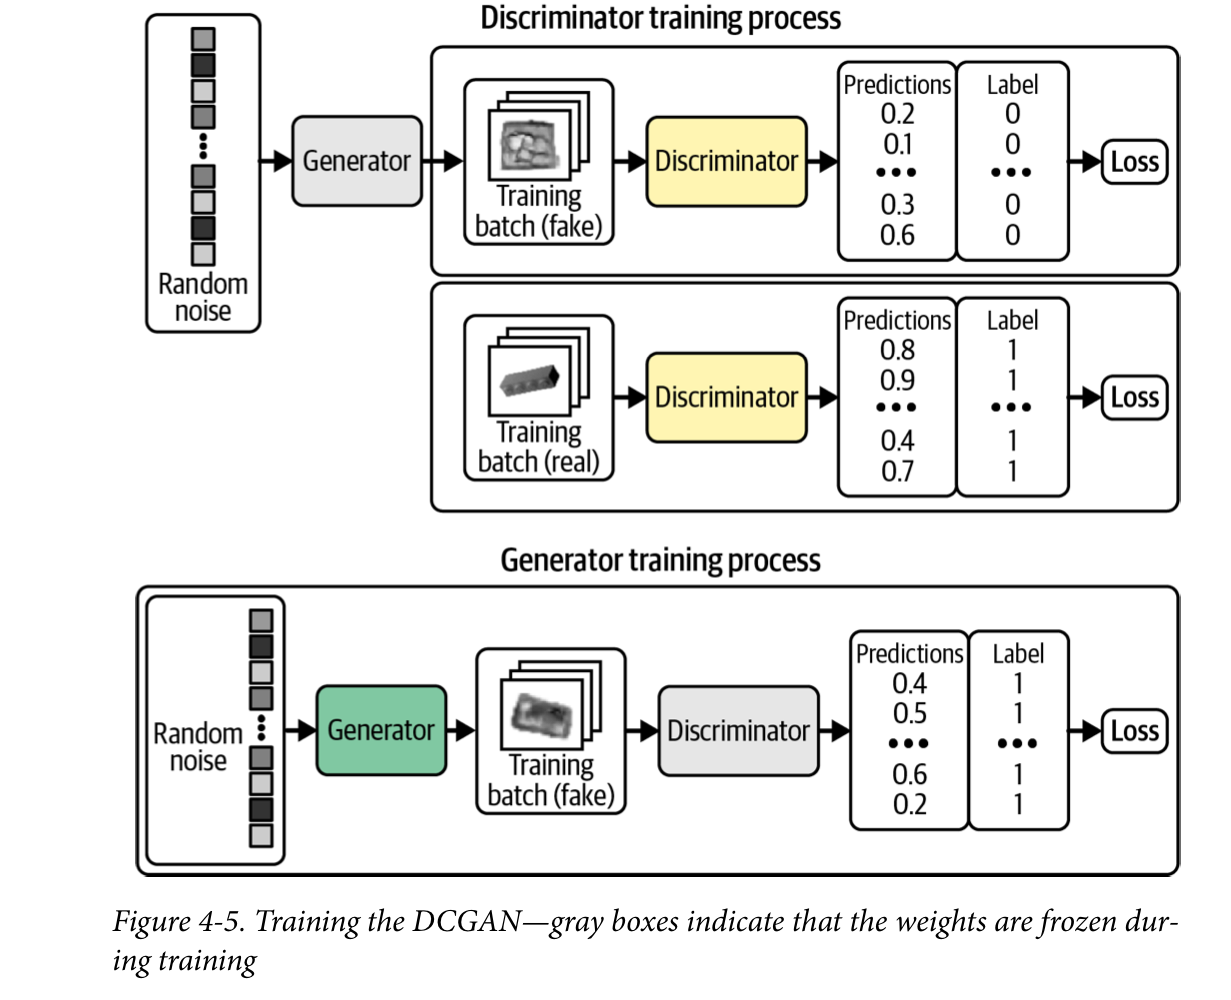 Discriminator training process
Random
noise
Generator
Training
batch (fake)
Discriminator
Predictions
0.2
0.1
•••
0.3
0.6
Label
0
0
•••
0
0
Loss
Training
batch (real)
Discriminator
Predictions
0.8
0.9
•••
0.4
0.7
Label
1
1
•••
1
1
Loss
Generator training process
Random
noise
Generator
Training
batch (fake)
Discriminator
Predictions
0.4
0.5
•••
0.6
0.2
Label
1
1
•••
1
1
Loss
Figure 4-5. Training the DCGAN—gray boxes indicate that the weights are frozen dur-
ing training